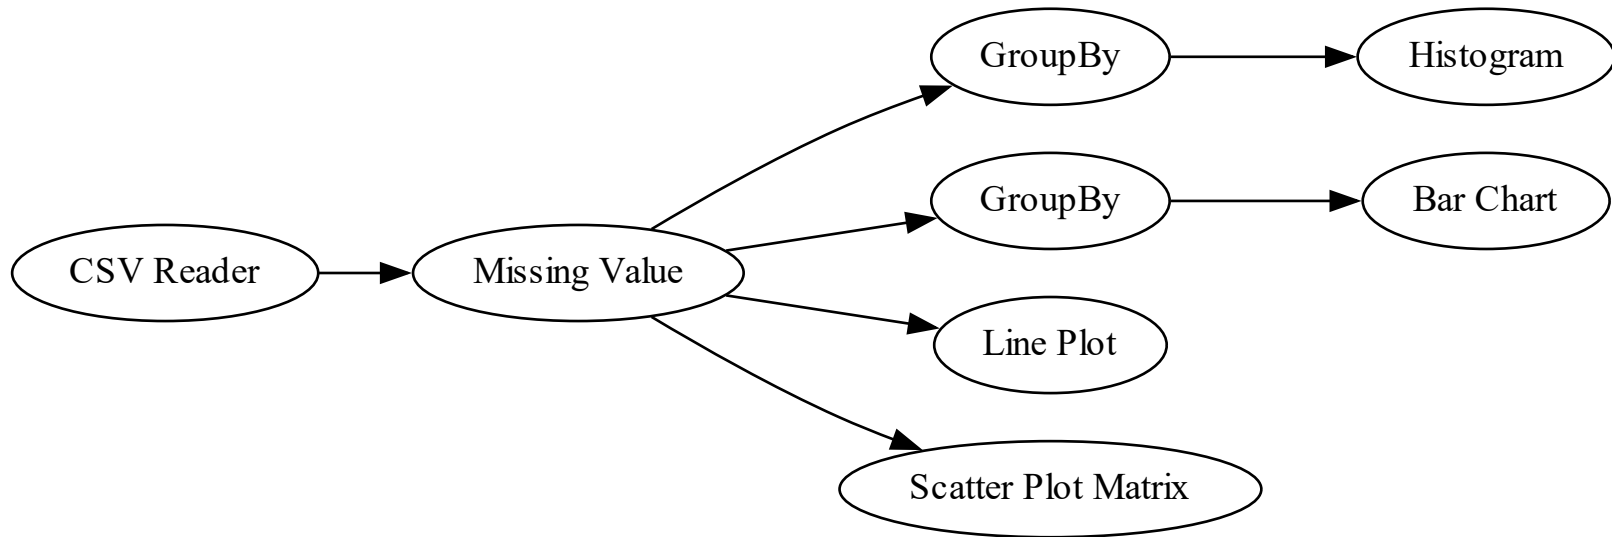 GroupBy
Histogram
GroupBy
Bar Chart
CSV Reader
Missing Value
Line Plot
Scatter Plot Matrix